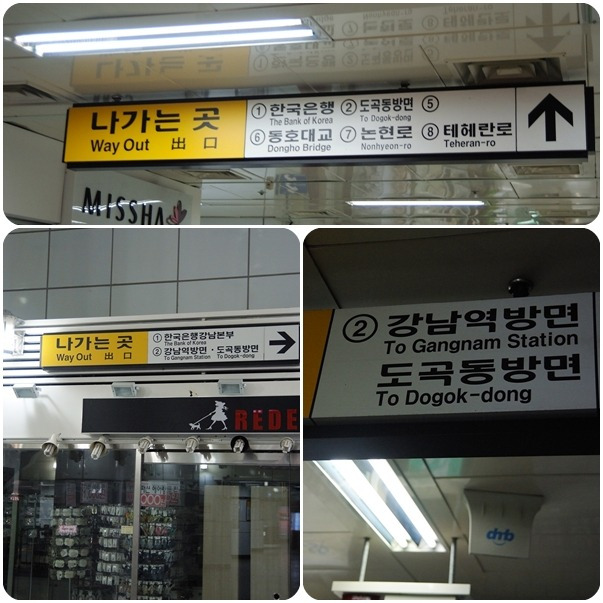 나가는 곳
Way Out 出口
① 한국은행 ② 도곡동방면 ⑤
The Bank of Korea To Dogok-dong
⑥ 동호대교 ⑦ 논현로 ⑧ 테헤란로
Dongho Bridge Nonhyeon-ro Teheran-ro
MISSHA
나가는 곳
Way Out 出口
① 한국은행강남본부
The Bank of Korea
② 강남역방면 · 도곡동방면
To Gangnam Station To Dogok-dong
REDE
② 강남역방면
To Gangnam Station
도곡동방면
To Dogok-dong
dmb